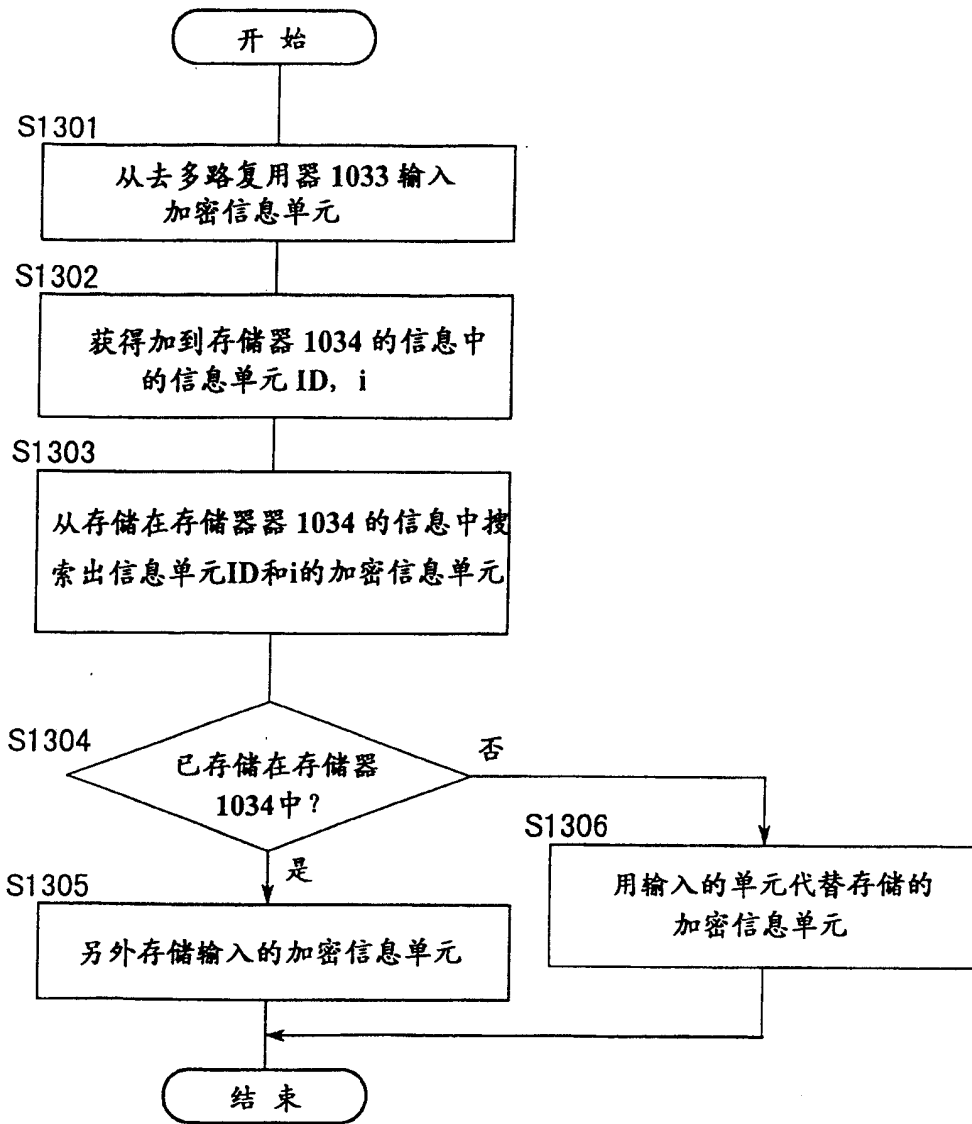 开 始
S1301
从去多路复用器 1033 输入
加密信息单元
S1302
获得加到存储器 1034 的信息中
的信息单元 ID, i
S1303
从存储在存储器器 1034 的信息中搜
索出信息单元ID和i的加密信息单元
S1304
已存储在存储器
1034中?
否
是
S1306
用输入的单元代替存储的
加密信息单元
S1305
另外存储输入的加密信息单元
结 束